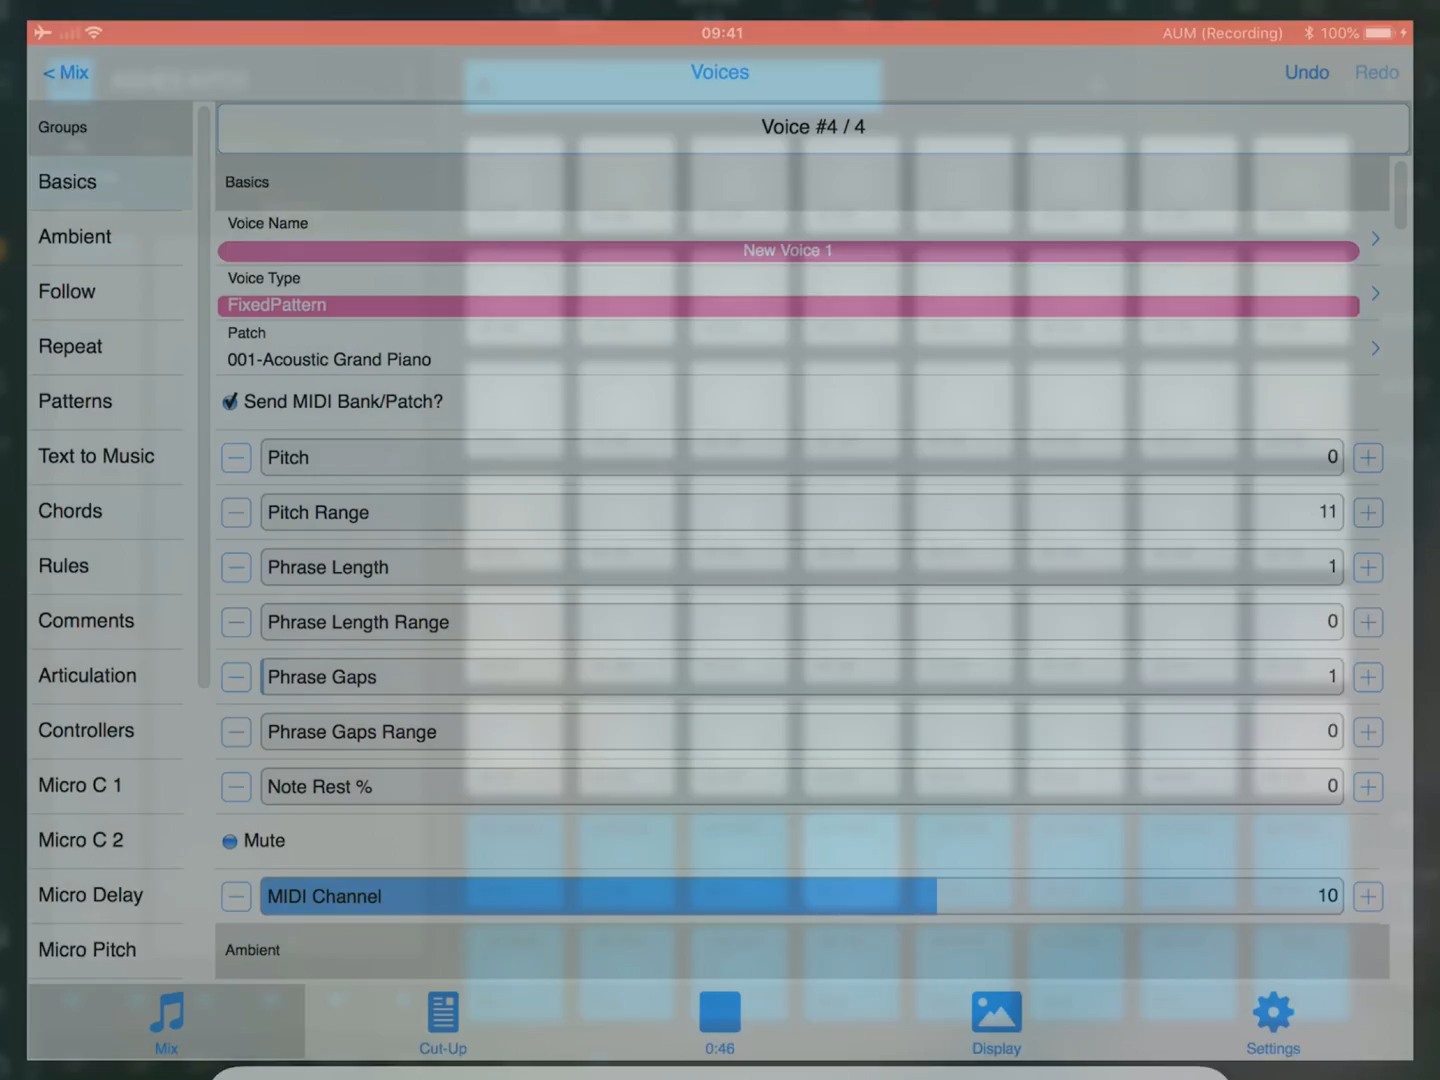 09:41
AUM (Recording)
100%
< Mix
Voices
Undo
Redo
Groups
Voice #4 / 4
Basics
Basics
Voice Name
New Voice 1
Ambient
Voice Type
FixedPattern
Follow
Patch
001-Acoustic Grand Piano
Repeat
Patterns
Send MIDI Bank/Patch?
Text to Music
Pitch
0
Chords
Pitch Range
11
Rules
Phrase Length
1
Comments
Phrase Length Range
0
Articulation
Phrase Gaps
1
Controllers
Phrase Gaps Range
0
Micro C 1
Note Rest %
0
Micro C 2
Mute
Micro Delay
MIDI Channel
10
Micro Pitch
Ambient
Mix
Cut-Up
0:46
Display
Settings